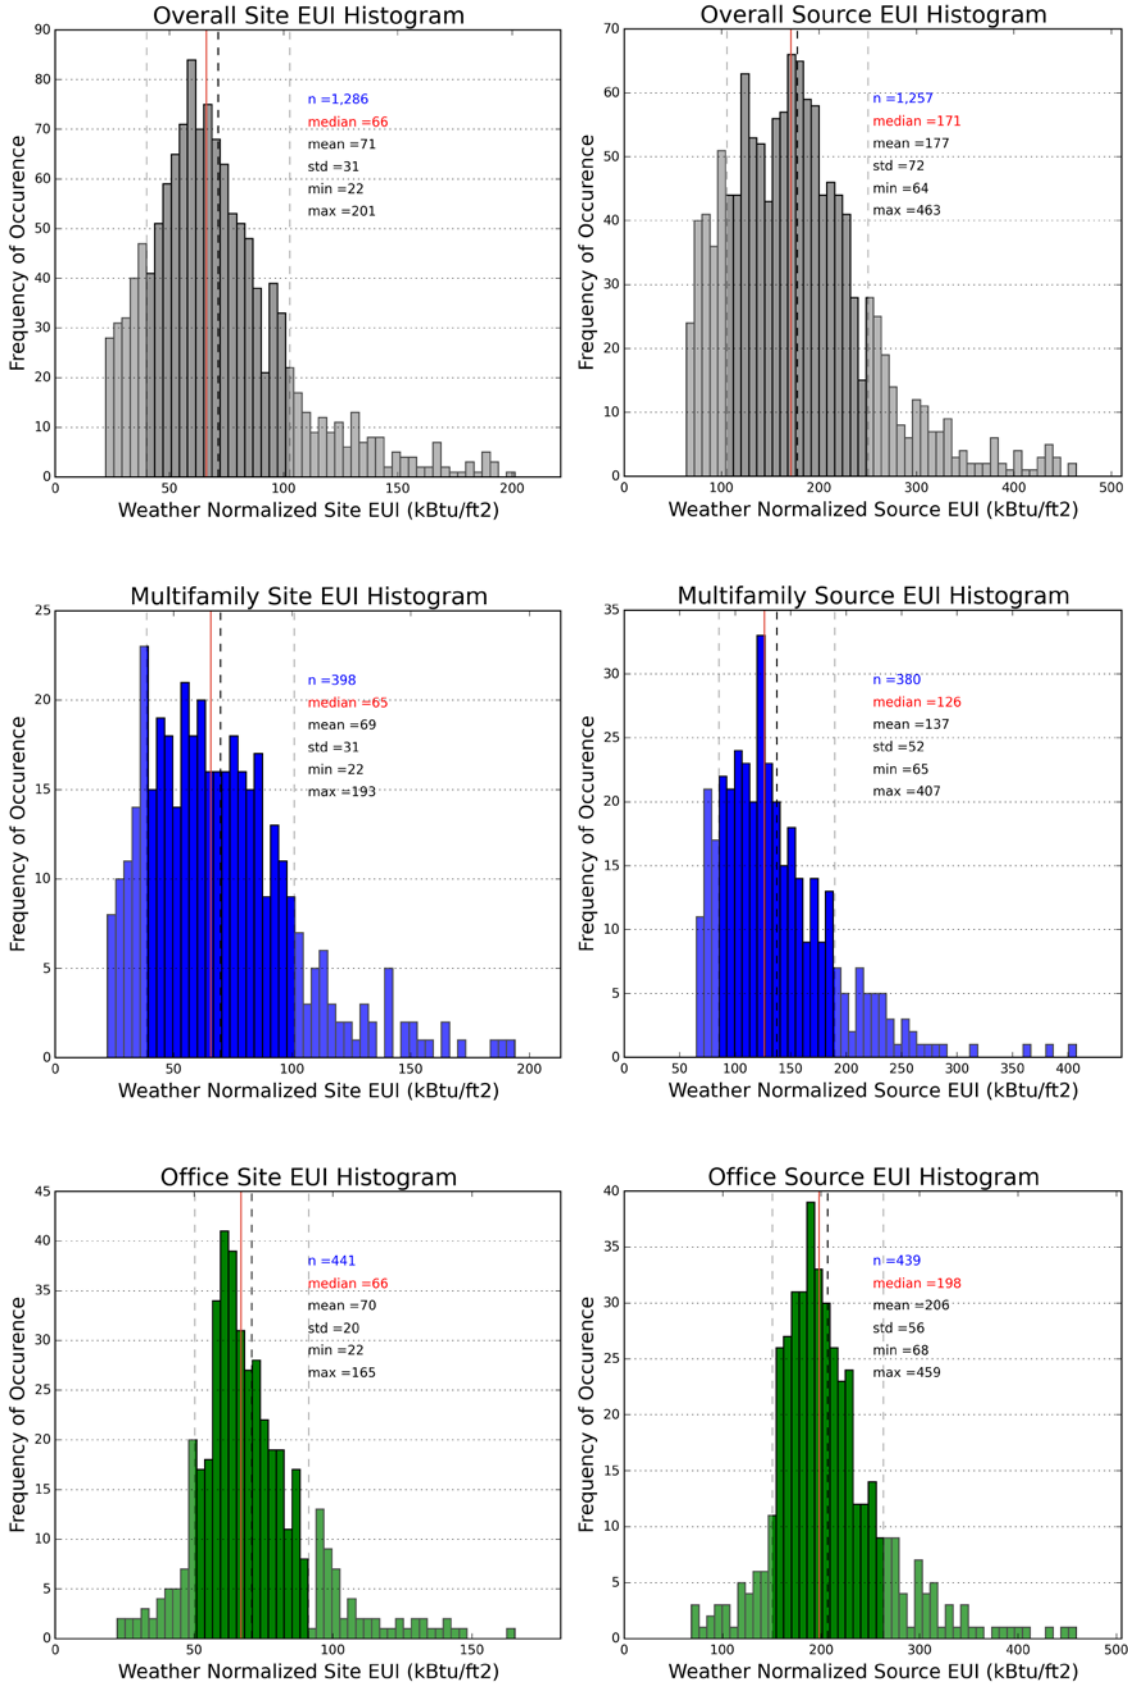 Overall Site EUI Histogram
90
80
70
60
50
40
30
20
10
0
Frequency of Occurence
n =1,286
median =66
mean =71
std =31
min =22
max =201
0 50 100 150 200
Weather Normalized Site EUI (kBtu/ft2)
Overall Source EUI Histogram
70
60
50
40
30
20
10
0
Frequency of Occurence
n =1,257
median =171
mean =177
std =72
min =64
max =463
0 100 200 300 400 500
Weather Normalized Source EUI (kBtu/ft2)
Multifamily Site EUI Histogram
25
20
15
10
5
0
Frequency of Occurence
n =398
median =65
mean =69
std =31
min =22
max =193
0 50 100 150 200
Weather Normalized Site EUI (kBtu/ft2)
Multifamily Source EUI Histogram
35
30
25
20
15
10
5
0
Frequency of Occurence
n =380
median =126
mean =137
std =52
min =65
max =407
0 50 100 150 200 250 300 350 400
Weather Normalized Source EUI (kBtu/ft2)
Office Site EUI Histogram
45
40
35
30
25
20
15
10
5
0
Frequency of Occurence
n =441
median =66
mean =70
std =20
min =22
max =165
0 50 100 150
Weather Normalized Site EUI (kBtu/ft2)
Office Source EUI Histogram
40
35
30
25
20
15
10
5
0
Frequency of Occurence
n =439
median =198
mean =206
std =56
min =68
max =459
0 100 200 300 400 500
Weather Normalized Source EUI (kBtu/ft2)